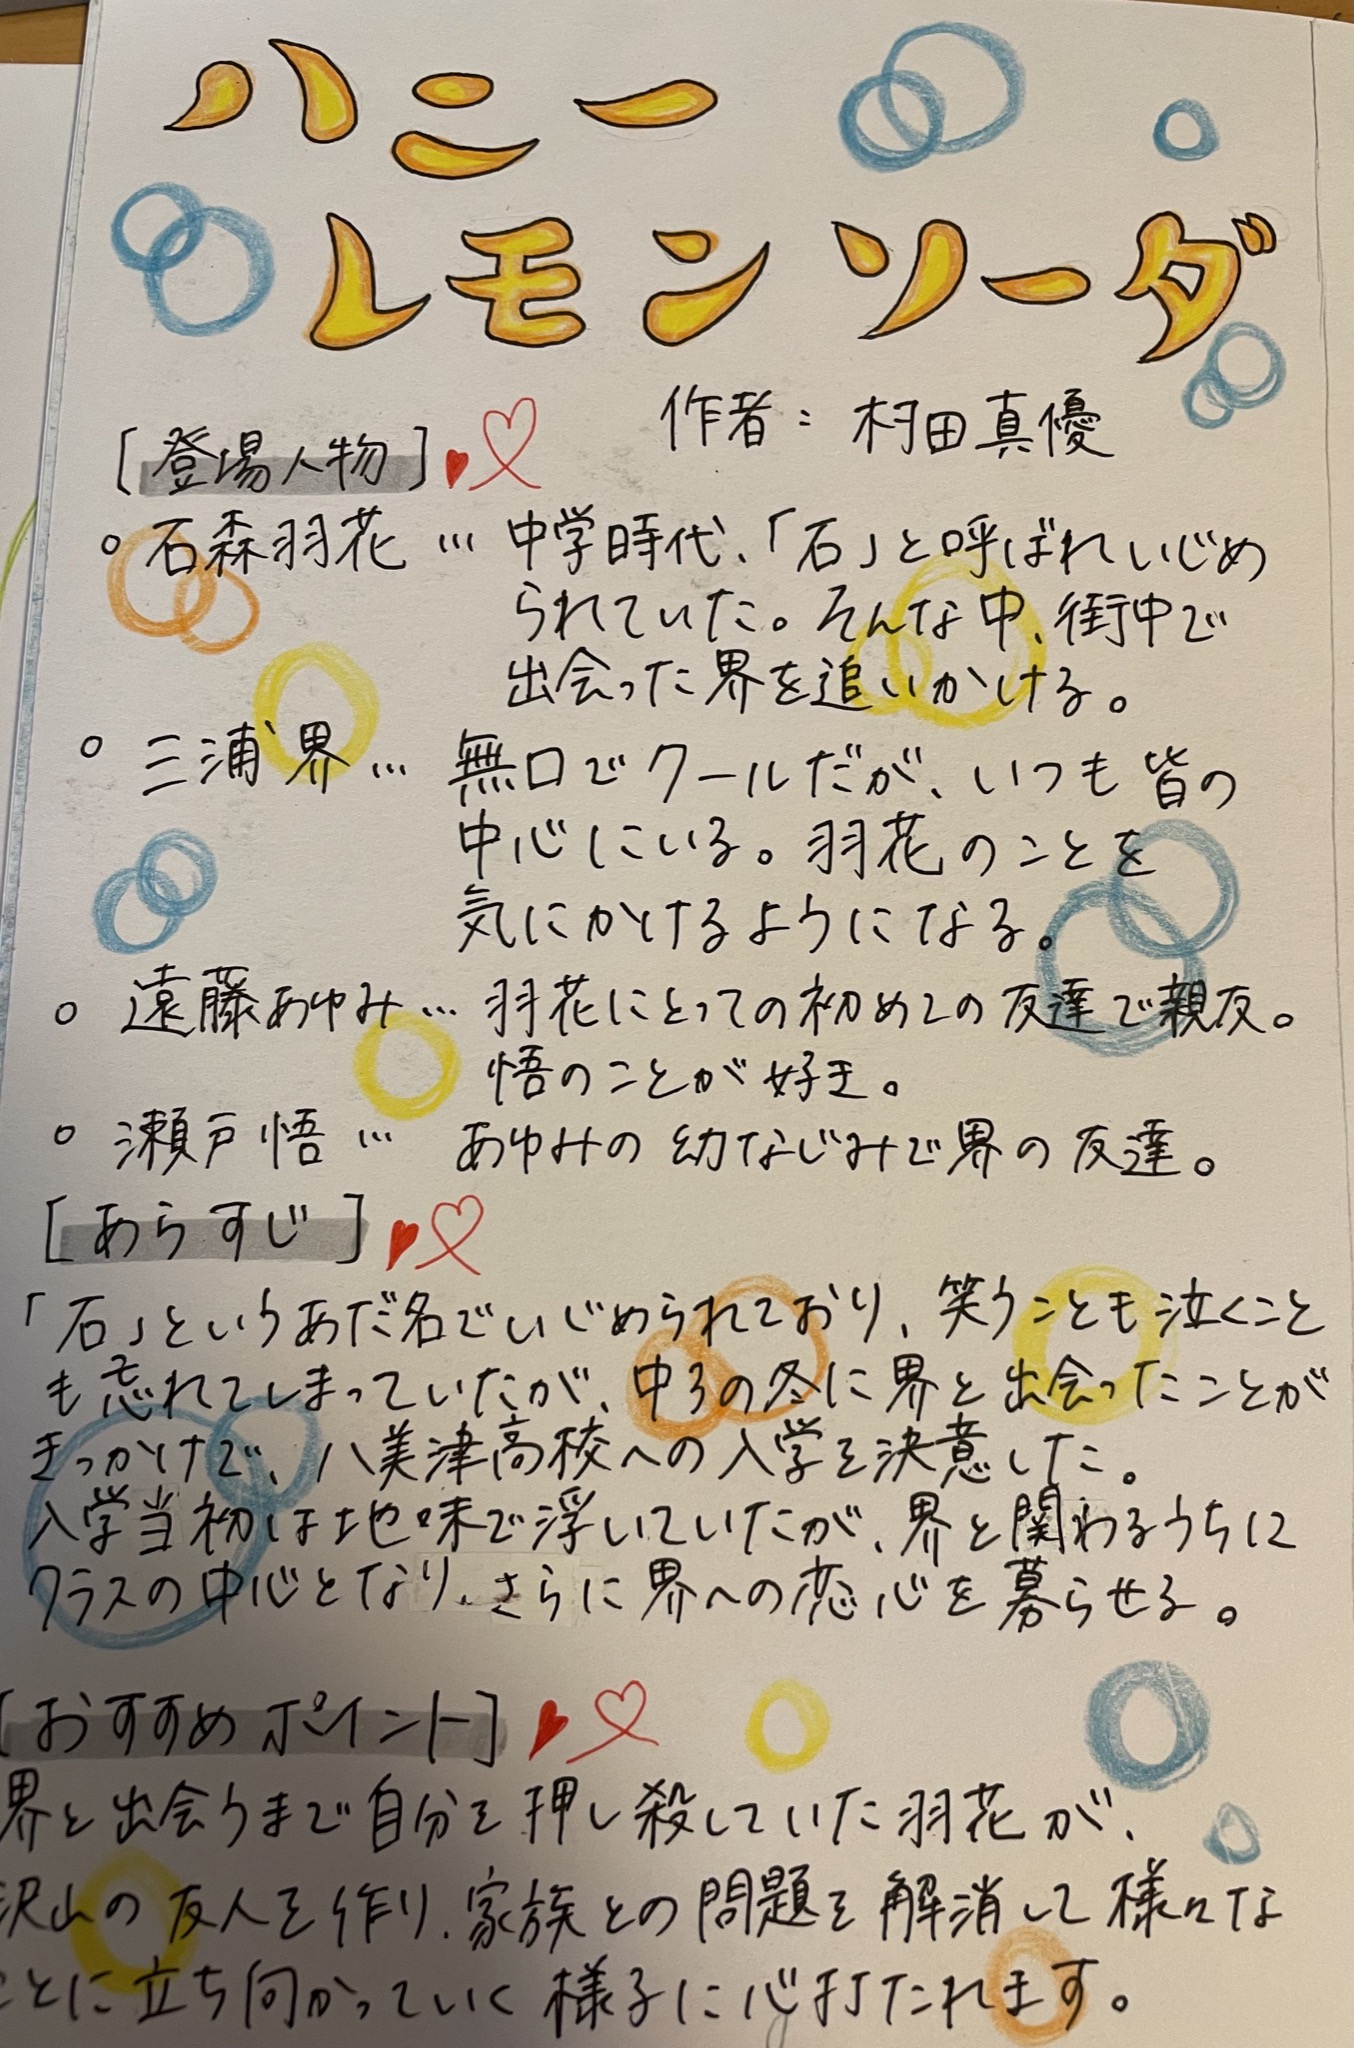 ハニー
レモンソーダ
作者：村田真優
[登場人物]
○ 石森羽花…中学時代、「石」と呼ばれいじめ
られていた。そんな中、街中で
出会った界を追いかける。
○ 三浦界…無口でクールだが、いつも皆の
中心にいる。羽花のことを
気にかけるようになる。
○ 遠藤あゆみ…羽花にとっての初めての友達で親友。
悟のことが好き。
○ 瀬戸悟…あゆみの幼なじみで界の友達。
[あらすじ]
「石」というあだ名でいじめられており、笑うことも泣くこと
も忘れてしまっていたが、中3の冬に界と出会ったことが
きっかけで、八美津高校への入学を決意した。
入学当初は地味で浮いていたが、界と関わるうちに
クラスの中心となり、さらに界への恋心を募らせる。
[おすすめポイント]
界と出会うまで自分を押し殺していた羽花が、
沢山の友人を作り、家族との問題を解消して様々な
ことに立ち向かっていく様子に心打たれます。